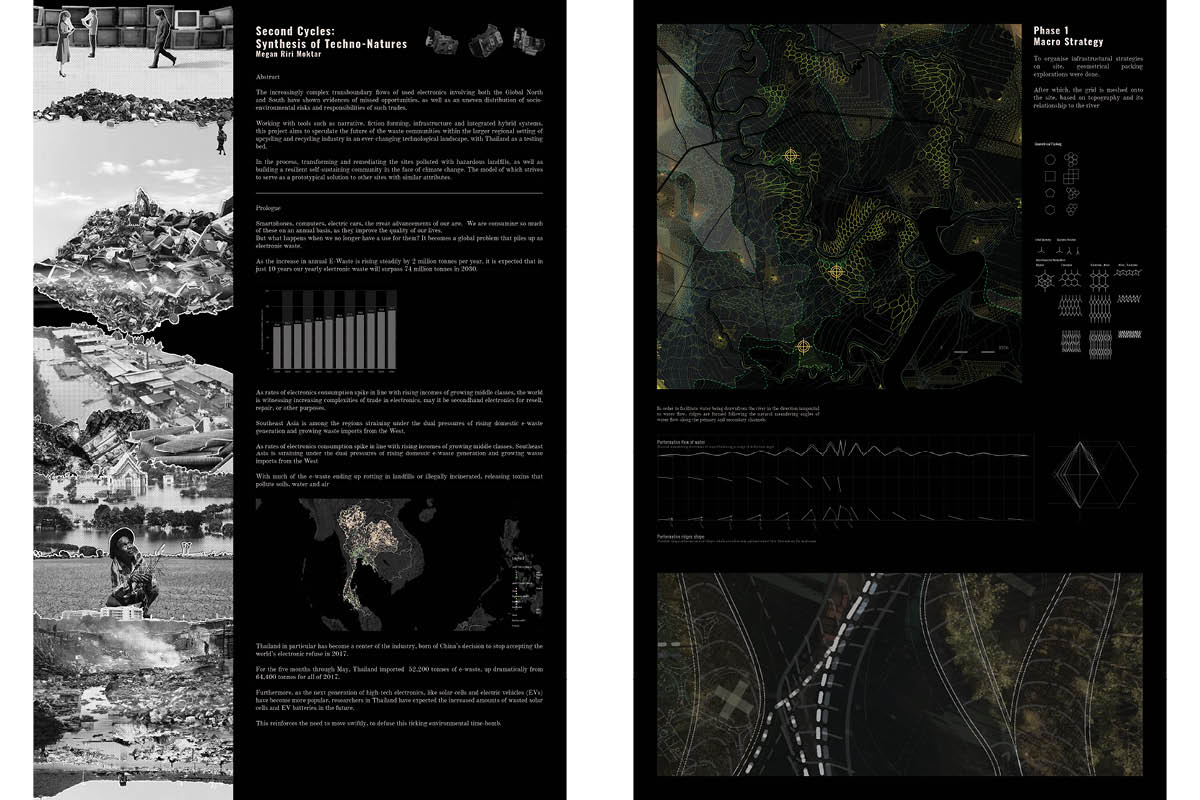 Second Cycles:
Synthesis of Techno-Natures
Megan Riri Moktar
Abstract
The increasingly complex transboundary flows of used electronics involving both the Global North
and South have shown evidences of missed opportunities, as well as an uneven distribution of socio-
environmental risks and responsibilities of such trades.
Working with tools such as narrative, fiction forming, infrastructure and integrated hybrid systems,
this project aims to speculate the future of the waste communities within the larger regional setting of
upcycling and recycling industry in an ever-changing technological landscape, with Thailand as a testing
bed.
In the process, transforming and remediating the sites polluted with hazardous landfills, as well as
building a resilient self-sustaining community in the face of climate change. The model of which strives
to serve as a prototypical solution to other sites with similar attributes.
Prologue
Smartphones, commuters, electric cars, the great advancements of our are. We are consuming so much
of these on an annual basis, as they improve the quality of our lives.
But what happens when we no longer have a use for them? It becomes a global problem that piles up as
electronic waste.
As the increase in annual E-Waste is rising steadily by 2 million tonnes per year, it is expected that in
just 10 years our yearly electronic waste will surpass 74 million tonnes in 2030.
As rates of electronics consumption spike in line with rising incomes of growing middle classes, the world
is witnessing increasing complexities of trade in electronics, may it be secondhand electronics for resell,
repair, or other purposes.
Southeast Asia is among the regions straining under the dual pressures of rising domestic e-waste
generation and growing waste imports from the West.
As rates of electronics consumption spike in line with rising incomes of growing middle classes, Southeast
Asia is straining under the dual pressures of rising domestic e-waste generation and growing waste
imports from the West
With much of the e-waste ending up rotting in landfills or illegally incinerated, releasing toxins that
pollute soils, water and air
Legend
Thailand in particular has become a center of the industry, born of China's decision to stop accepting the
world's electronic refuse in 2017.
For the five months through May, Thailand imported 52,200 tonnes of e-waste, up dramatically from
64,400 tonnes for all of 2017.
Furthermore, as the next generation of high-tech electronics, like solar cells and electric vehicles (EVs)
have become more popular, researchers in Thailand have expected the increased amounts of wasted solar
cells and EV batteries in the future.
This reinforces the need to move swiftly, to defuse this ticking environmental time-bomb.
Phase 1
Macro Strategy
To organise infrastructural strategies
on site, geometrical packing
explorations were done.
After which, the grid is meshed onto
the site, based on topography and its
relationship to the river
Geometrical Packing
In order to facilitate water being drawn from the river in the direction tangential
to water flow, ridges are formed following the natural meandering angles of
water flow along the primary and secondary channels.
Performative flow of water
Performative ridges slope